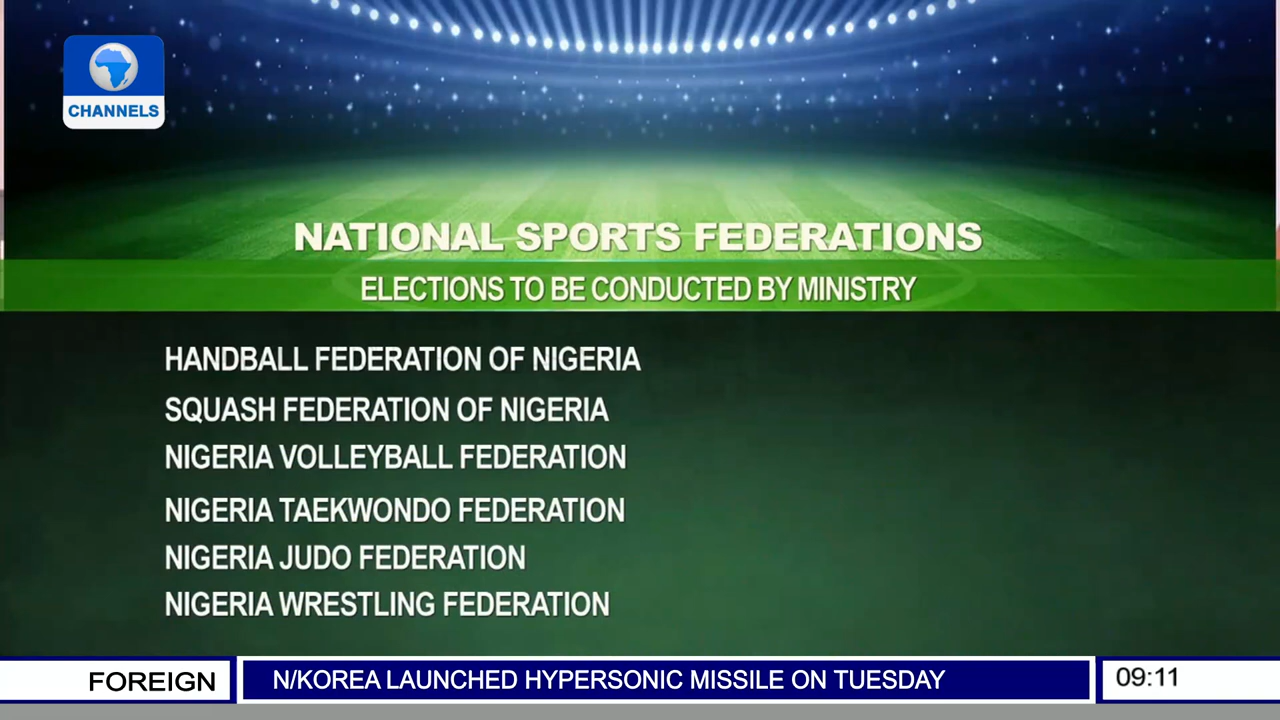 CHANNELS
NATIONAL SPORTS FEDERATIONS
ELECTIONS TO BE CONDUCTED BY MINISTRY
HANDBALL FEDERATION OF NIGERIA
SQUASH FEDERATION OF NIGERIA
NIGERIA VOLLEYBALL FEDERATION
NIGERIA TAEKWONDO FEDERATION
NIGERIA JUDO FEDERATION
NIGERIA WRESTLING FEDERATION
FOREIGN
N/KOREA LAUNCHED HYPERSONIC MISSILE ON TUESDAY
09:11